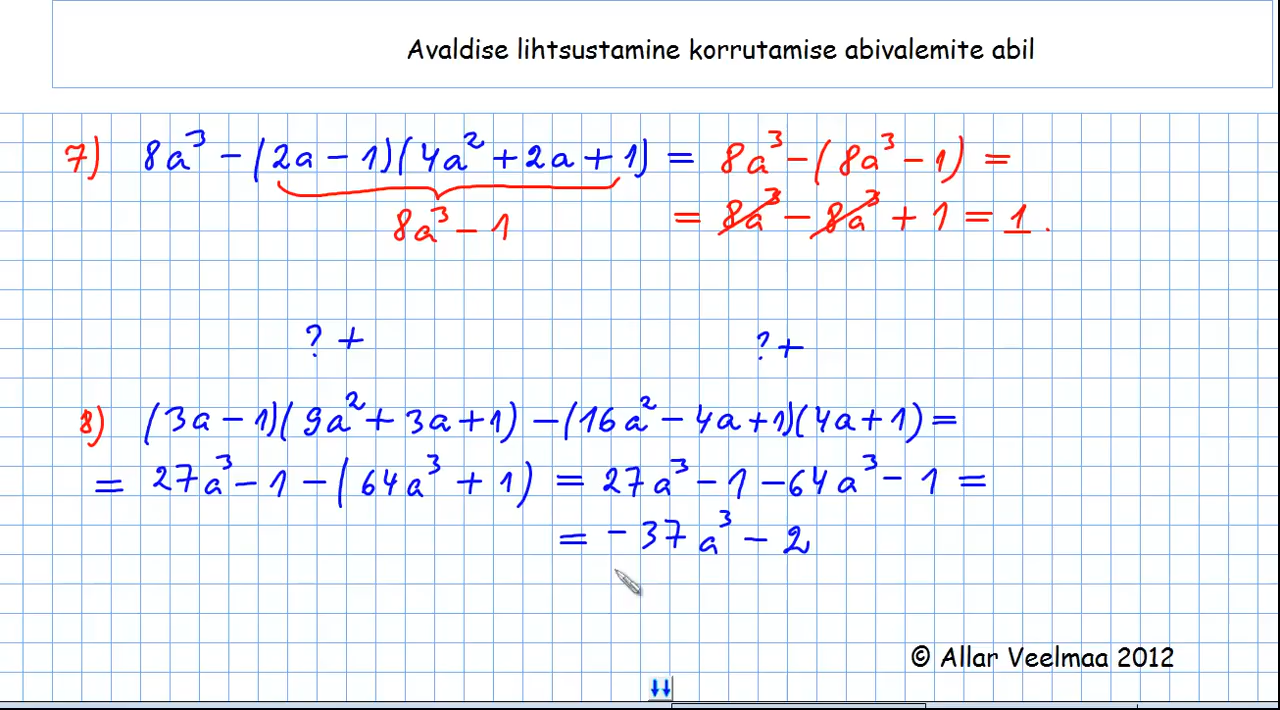 Avaldise lihtsustamine korrutamise abivalemite abil
7) 8a³ - (2a - 1)(4a² + 2a + 1) = 8a³ - (8a³ - 1) =
8a³ - 1
= 8a³ - 8a³ + 1 = 1.
? +
? +
8) (3a - 1)(9a² + 3a + 1) - (16a² - 4a + 1)(4a + 1) =
= 27a³ - 1 - (64a³ + 1) = 27a³ - 1 - 64a³ - 1 =
= - 37a³ - 2
© Allar Veelmaa 2012